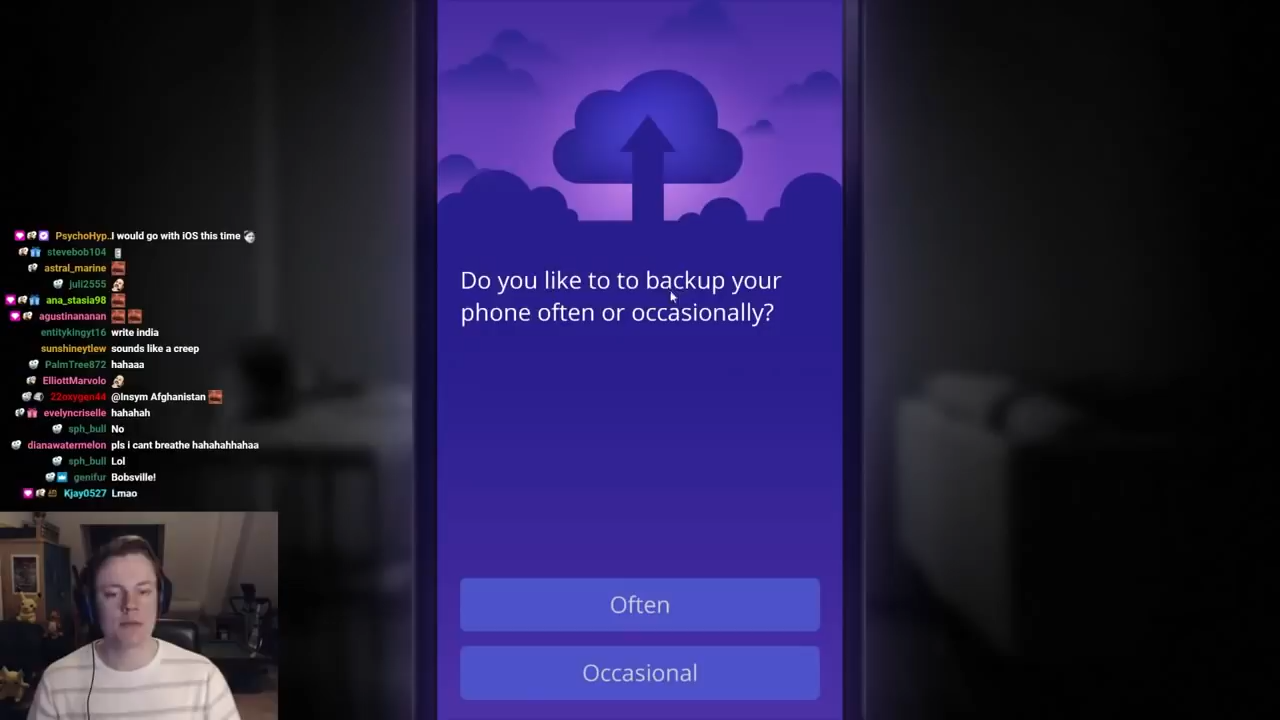 PsychoHyp.. I would go with iOS this time
stevebob104
astral_marine
juli2555
ana_stasia98
agustinananan
entitykingyt16 write india
sunshineytlew sounds like a creep
PalmTree872 hahaaa
ElliottMarvolo
22oxygen44 @Insym Afghanistan
evelyncriselle hahahah
sph_bull No
dianawatermelon pls i cant breathe hahahahhahaa
sph_bull Lol
genifur Bobsville!
Kjay0527 Lmao
Do you like to to backup your
phone often or occasionally?
Often
Occasional